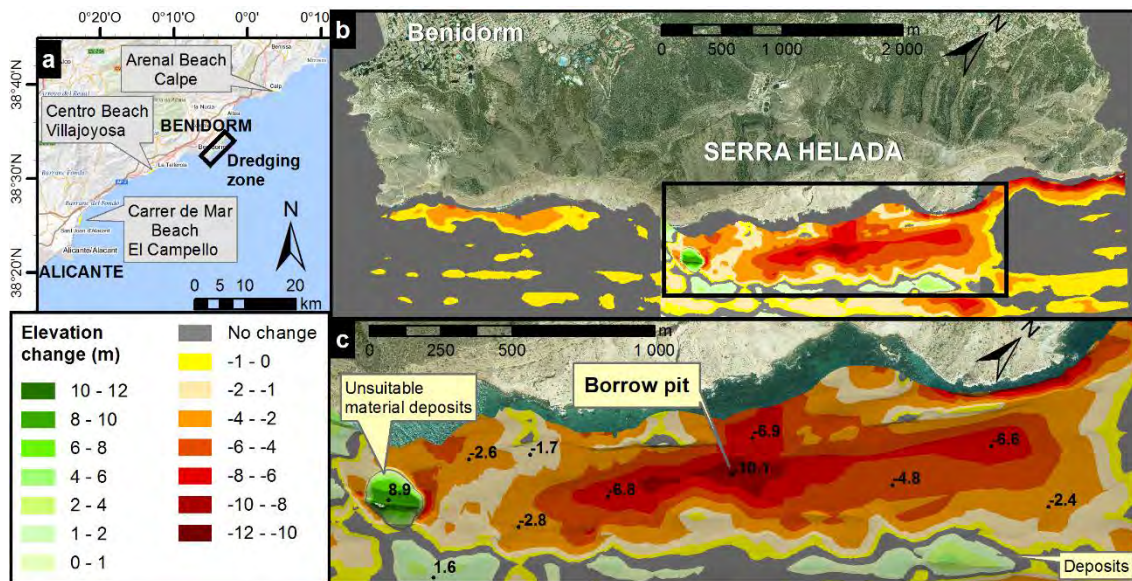 0°20'0
0°10'0
0°0
0°10
a
Arenal Beach
Calpe
38°40'
Calp
Centro Beach
Villajoyosa
BENIDORM
Dredging
zone
38°30'
Carrer de Mar
Beach
El Campello
N
ALICANTE
38°20'
0
5
10
20
km
b
Benidorm
0
500
1 000
2 000
m
N
SERRA HELADA
Elevation
change (m)
10 - 12
8 - 10
6 - 8
4 - 6
2 - 4
1 - 2
0 - 1
No change
-1 - 0
-2 - -1
-4 - -2
-6 - -4
-8 - -6
-10 - -8
-12 - -10
c
0
250
500
1 000
m
N
Unsuitable
material deposits
Borrow pit
-6.9
-6.6
-2.6
-1.7
-10.1
8.9
-6.8
-4.8
-2.4
-2.8
1.6
Deposits